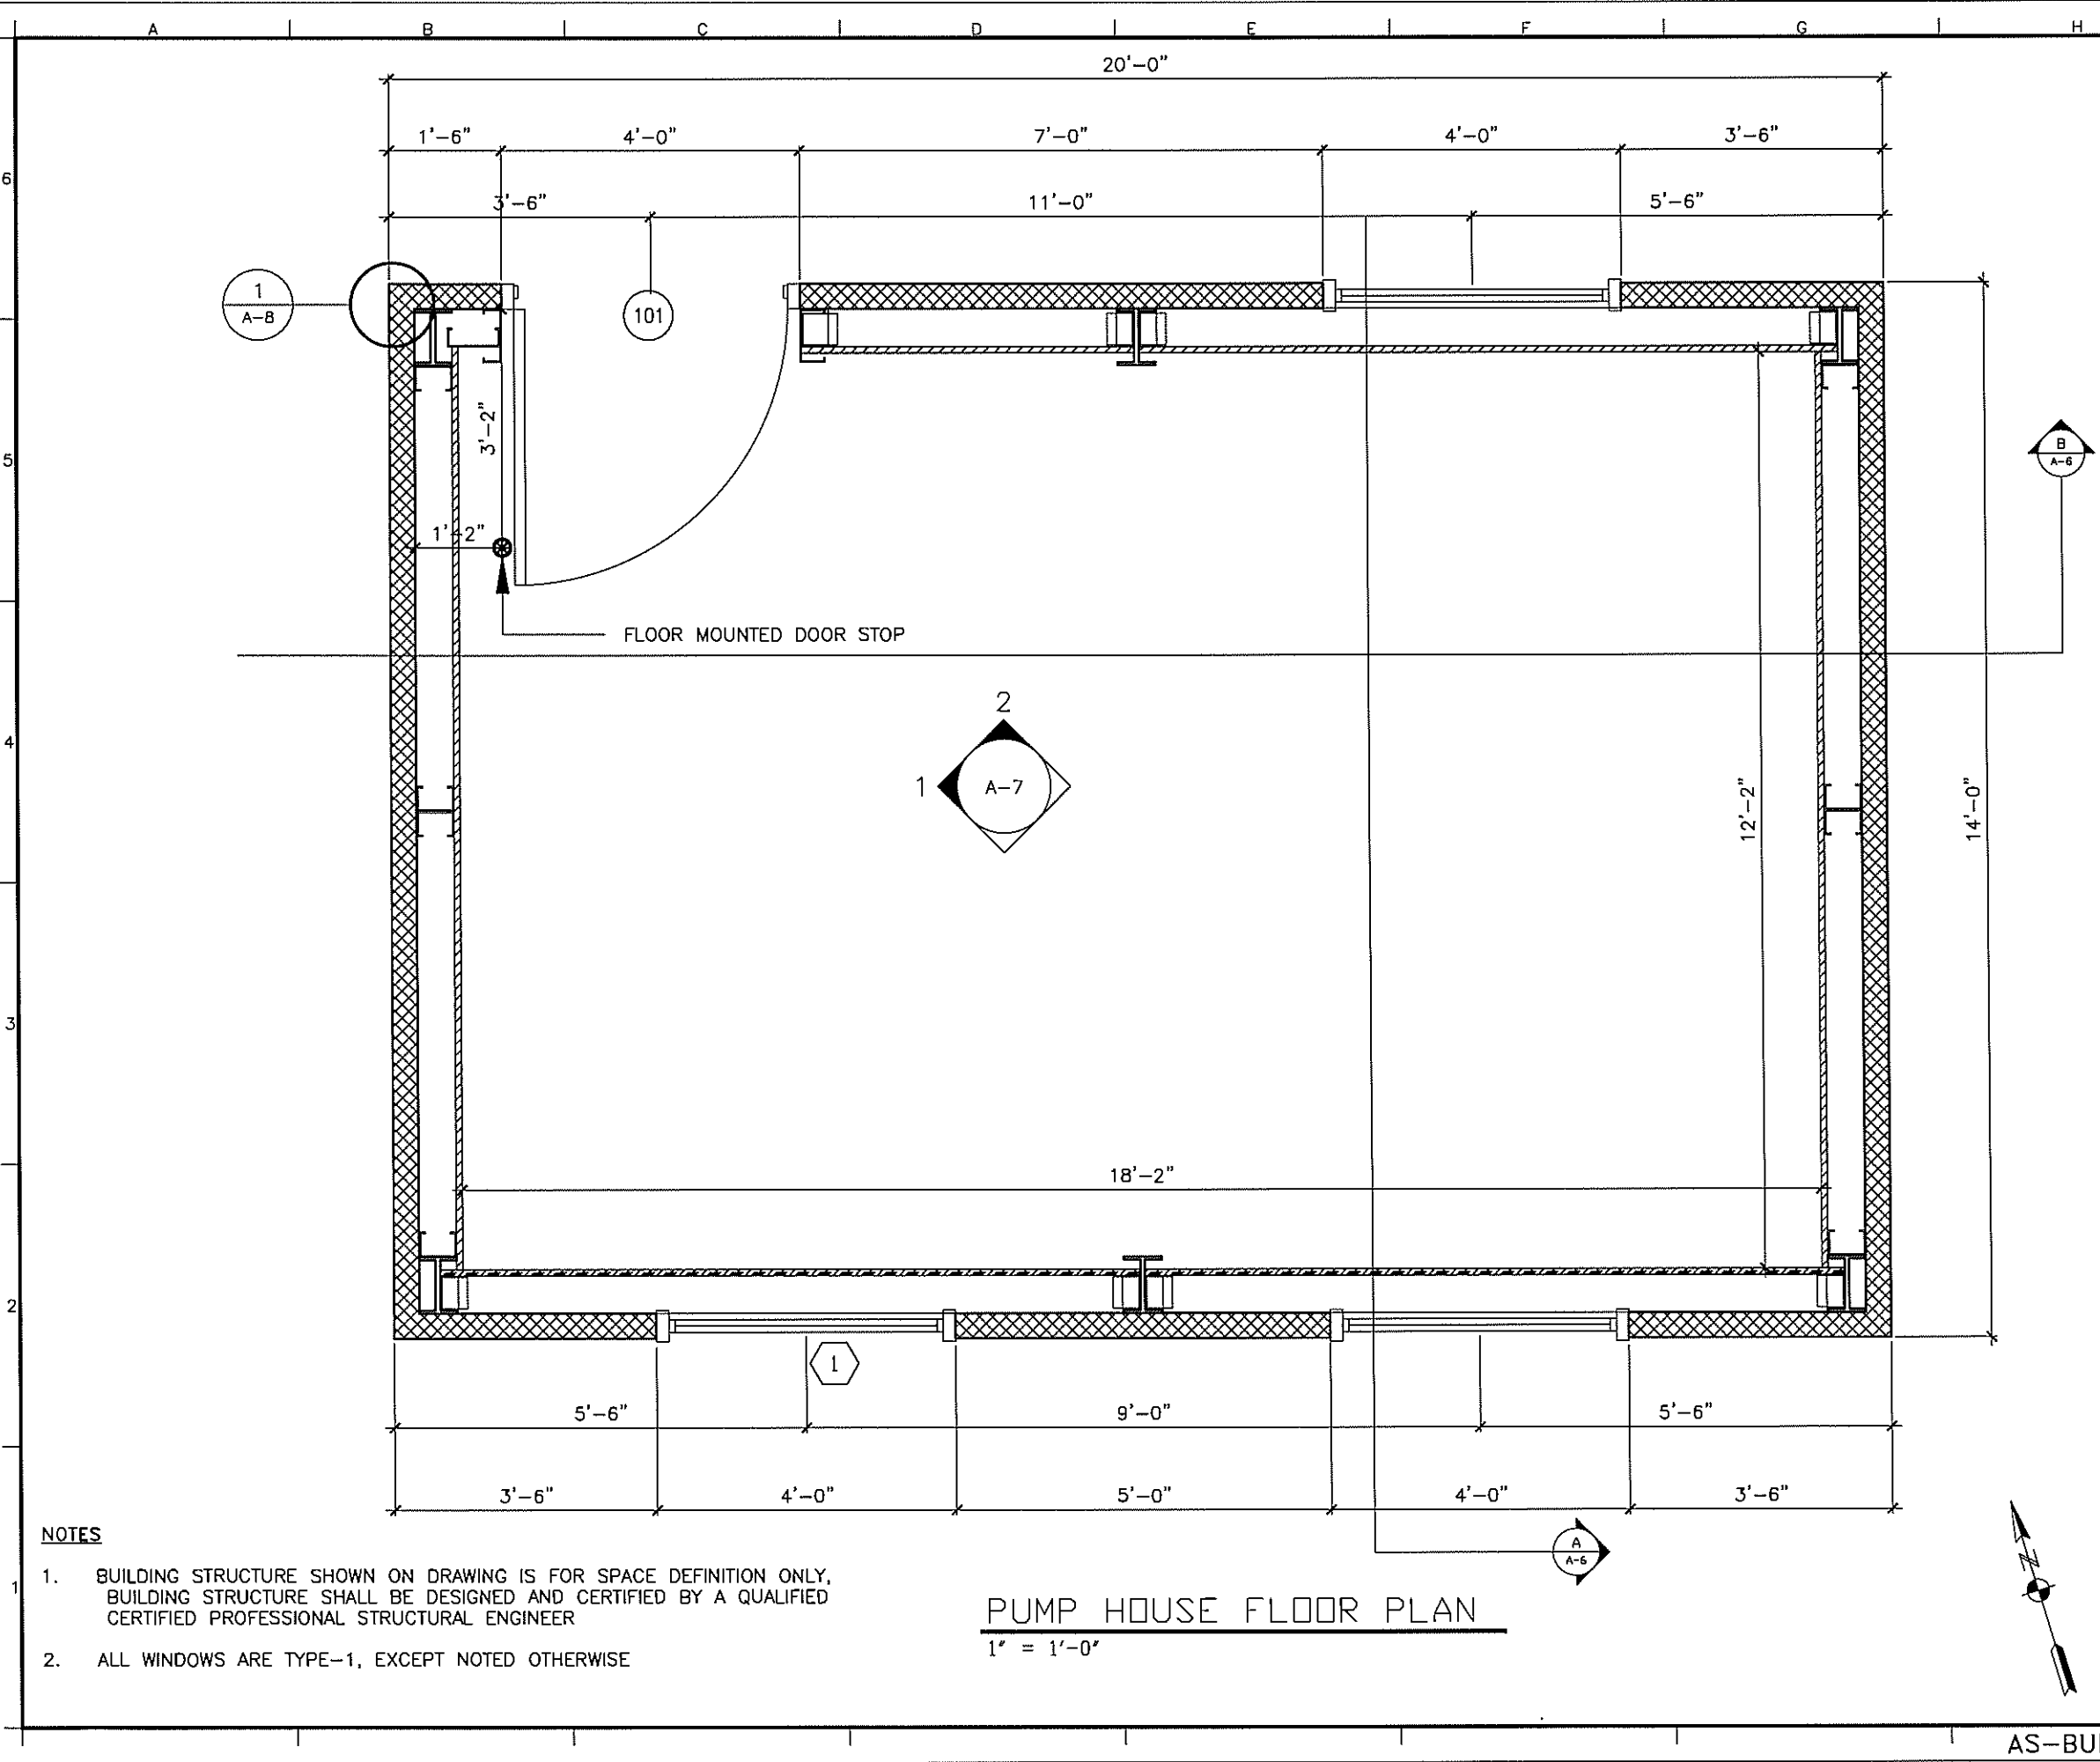 A B C D E F G H
20'-0"
1'-6" 4'-0" 7'-0" 4'-0" 3'-6"
6
3'-6" 11'-0" 5'-6"
1
A-8
101
3'-2"
5
B
A-6
1'-2"
FLOOR MOUNTED DOOR STOP
2
4
1 A-7
12'-2"
14'-0"
3
18'-2"
2
1
5'-6" 9'-0" 5'-6"
3'-6" 4'-0" 5'-0" 4'-0" 3'-6"
A
A-6
N
NOTES
1
1. BUILDING STRUCTURE SHOWN ON DRAWING IS FOR SPACE DEFINITION ONLY,
BUILDING STRUCTURE SHALL BE DESIGNED AND CERTIFIED BY A QUALIFIED
CERTIFIED PROFESSIONAL STRUCTURAL ENGINEER
2. ALL WINDOWS ARE TYPE-1, EXCEPT NOTED OTHERWISE
PUMP HOUSE FLOOR PLAN
1" = 1'-0"
AS-BU